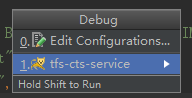 Debug
0. Edit Configurations...
1. tfs-cts-service
Hold Shift to Run